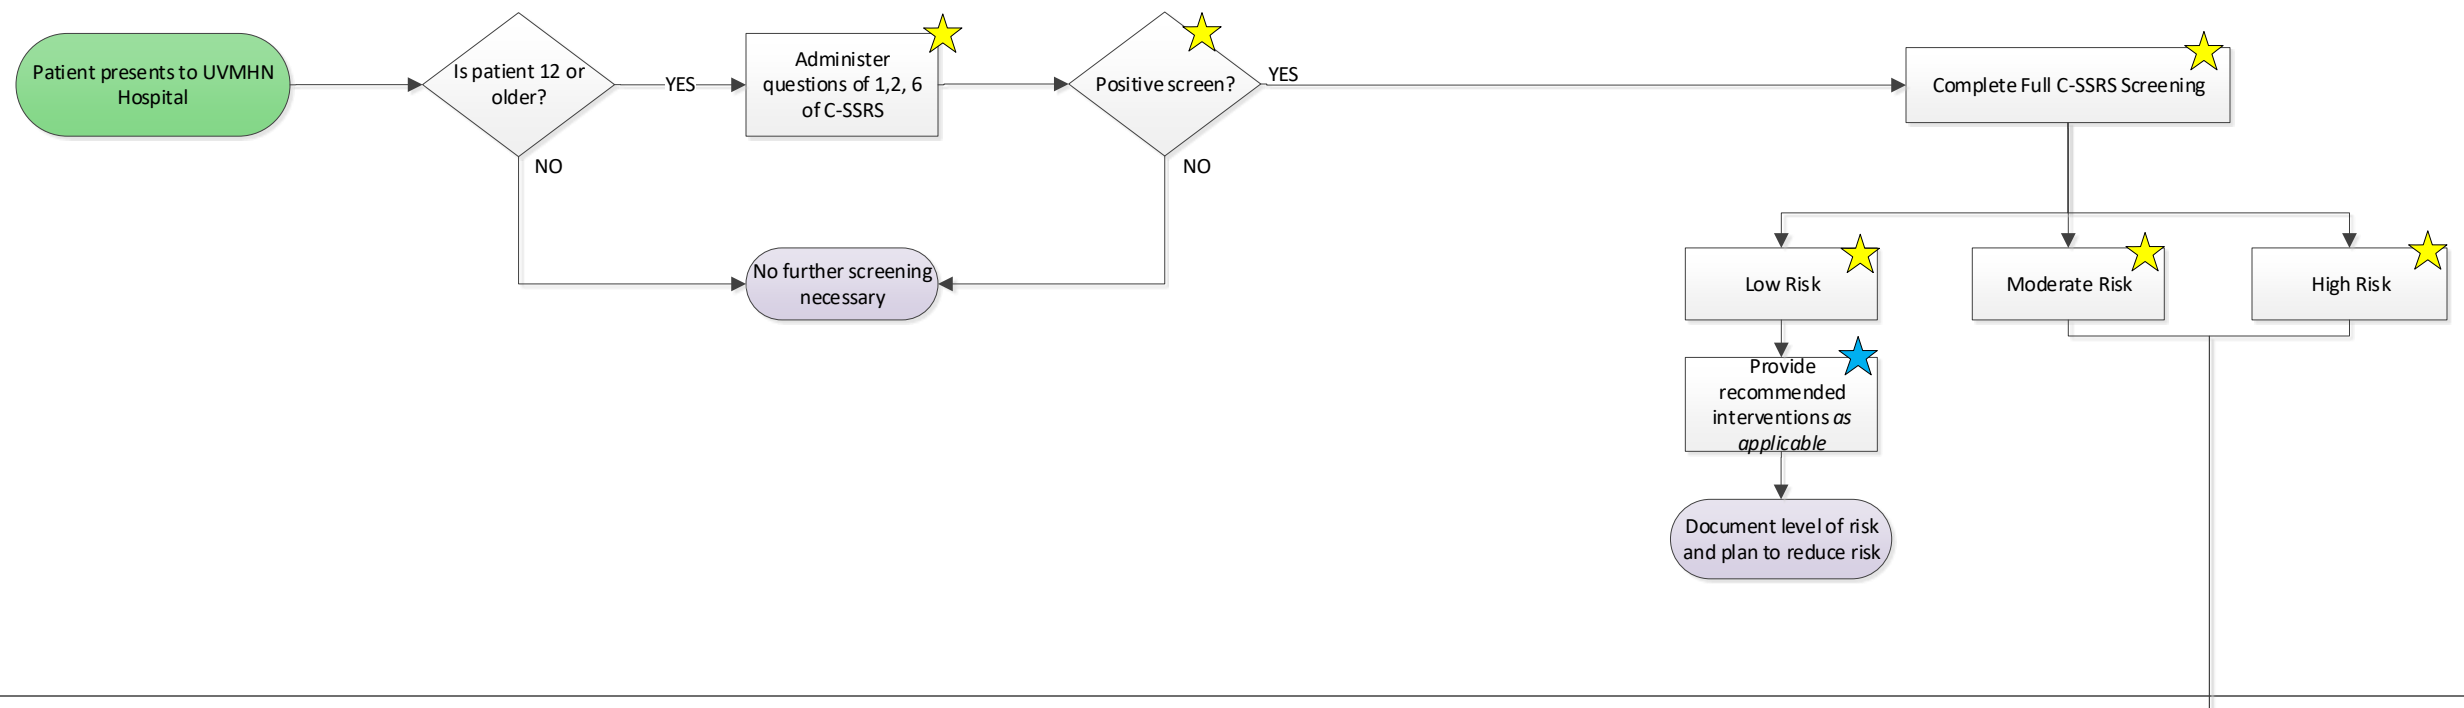 Patient presents to UVMHN
Hospital
Is patient 12 or
older?
YES
NO
Administer
questions of 1,2, 6
of C-SSRS
Positive screen?
YES
NO
No further screening
necessary
Complete Full C-SSRS Screening
Low Risk
Moderate Risk
High Risk
Provide
recommended
interventions as
applicable
Document level of risk
and plan to reduce risk